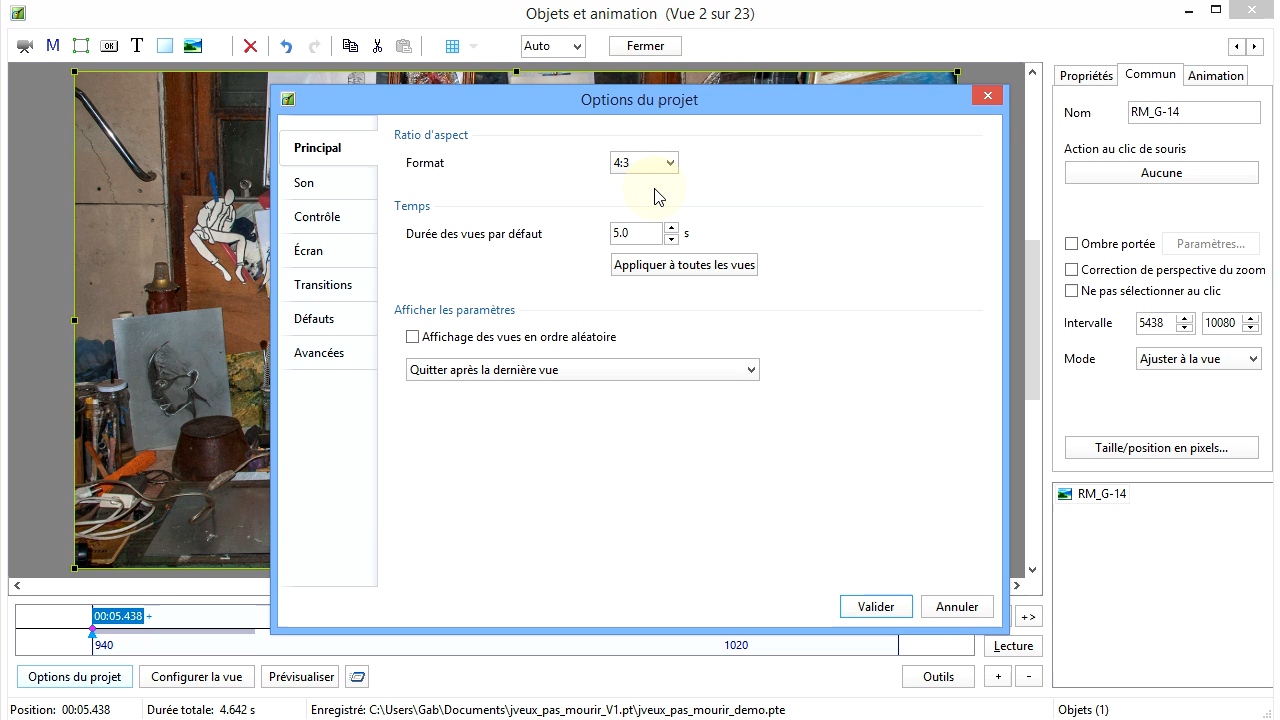 Objets et animation (Vue 2 sur 23)
M OK T Auto Fermer
Propriétés Commun Animation
Nom RM_G-14
Action au clic de souris
Aucune
Ombre portée Paramètres...
Correction de perspective du zoom
Ne pas sélectionner au clic
Intervalle 5438 10080
Mode Ajuster à la vue
Taille/position en pixels...
RM_G-14
Options du projet
Principal
Son
Contrôle
Écran
Transitions
Défauts
Avancées
Ratio d'aspect
Format 4:3
Temps
Durée des vues par défaut 5.0 s
Appliquer à toutes les vues
Afficher les paramètres
Affichage des vues en ordre aléatoire
Quitter après la dernière vue
Valider Annuler
00:05.438 + +>
940 1020 Lecture
Options du projet Configurer la vue Prévisualiser Outils + -
Position: 00:05.438 Durée totale: 4.642 s Enregistré: C:\Users\Gab\Documents\jveux_pas_mourir_V1.pt\jveux_pas_mourir_demo.pte Objets (1)